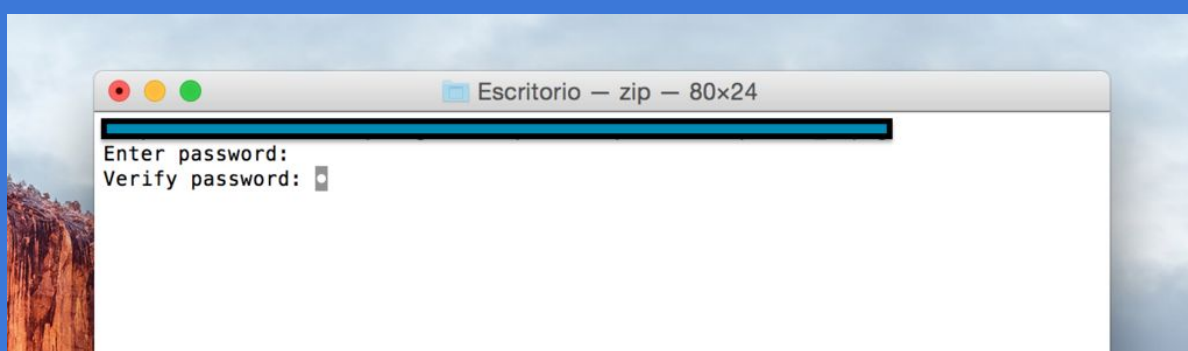 Escritorio — zip — 80×24
Enter password:
Verify password: